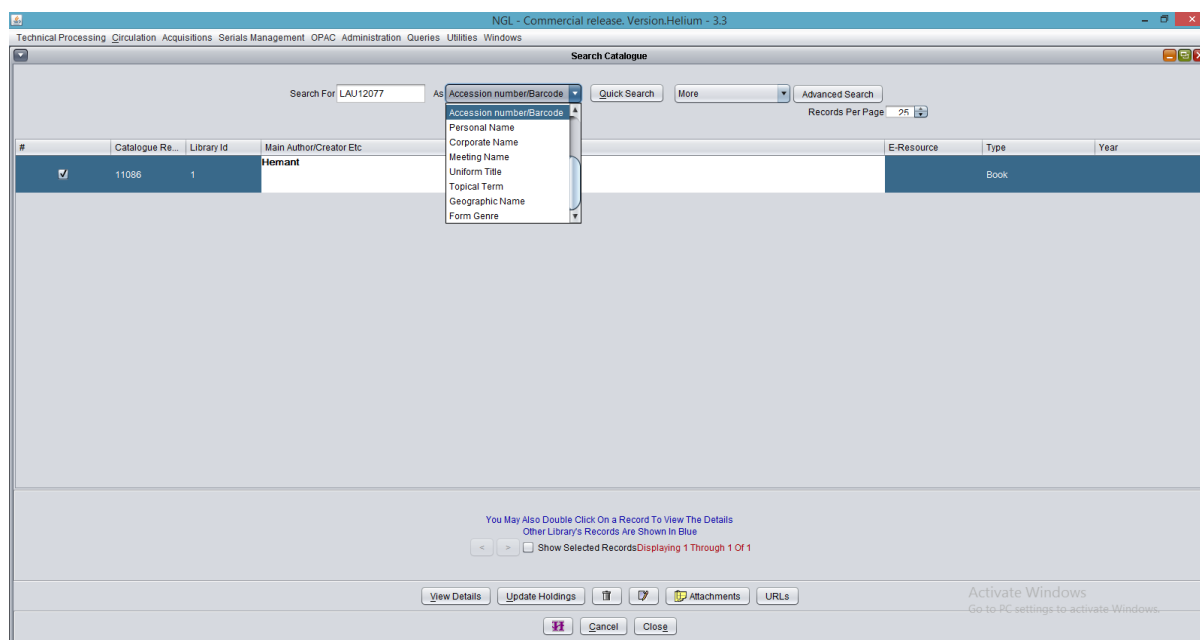 NGL - Commercial release. Version.Helium - 3.3
Technical Processing Circulation Acquisitions Serials Management OPAC Administration Queries Utilities Windows
Search Catalogue
Search For LAU12077 As Accession number/Barcode Quick Search More Advanced Search
Records Per Page 25
Accession number/Barcode
Personal Name
Corporate Name
Meeting Name
Uniform Title
Topical Term
Geographic Name
Form Genre
# Catalogue Re... Library Id Main Author/Creator Etc E-Resource Type Year
Hemant
11086 1 Book
You May Also Double Click On a Record To View The Details
Other Library's Records Are Shown In Blue
< > Show Selected Records Displaying 1 Through 1 Of 1
View Details Update Holdings Attachments URLs
Activate Windows
Go to PC settings to activate Windows.
Cancel Close